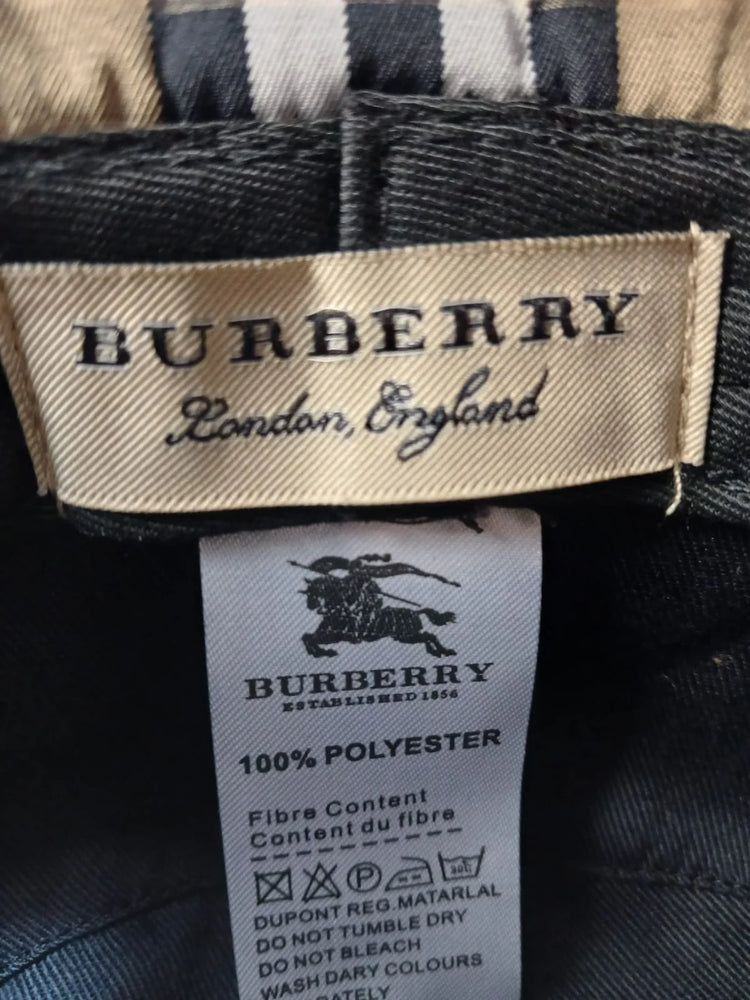 BURBERRY
London, England
BURBERRY
ESTABLISHED 1856
100% POLYESTER
Fibre Content
Content du fibre
DUPONT REG.MATARLAL
DO NOT TUMBLE DRY
DO NOT BLEACH
WASH DARY COLOURS